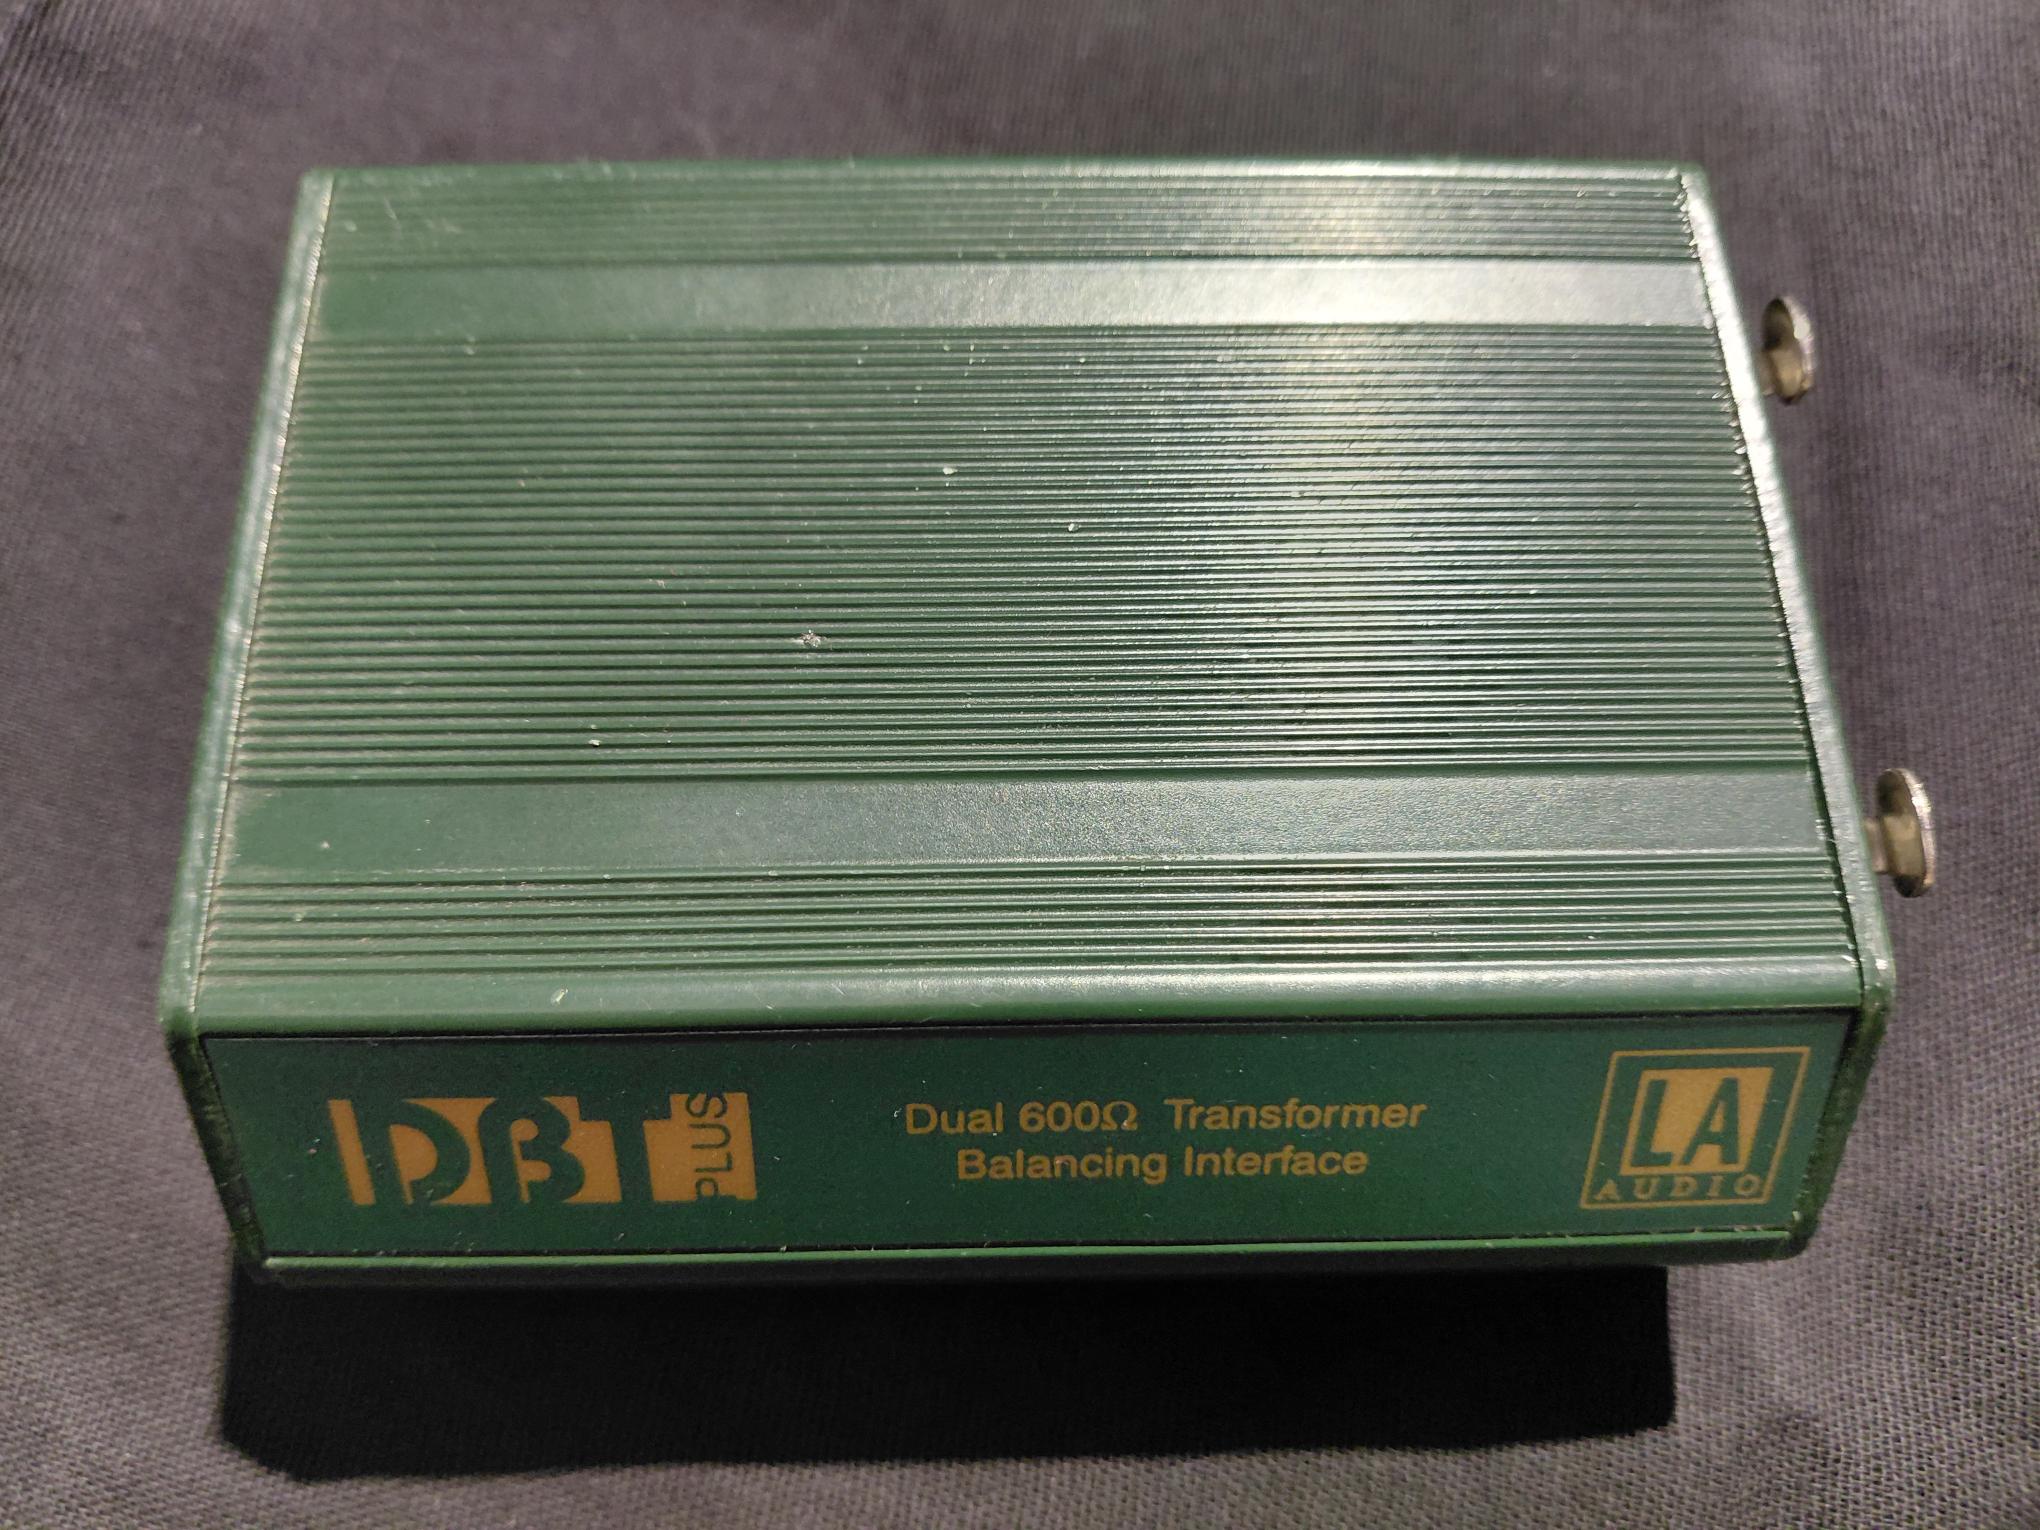 DBT PLUS
Dual 600Ω Transformer
Balancing Interface
LA
AUDIO